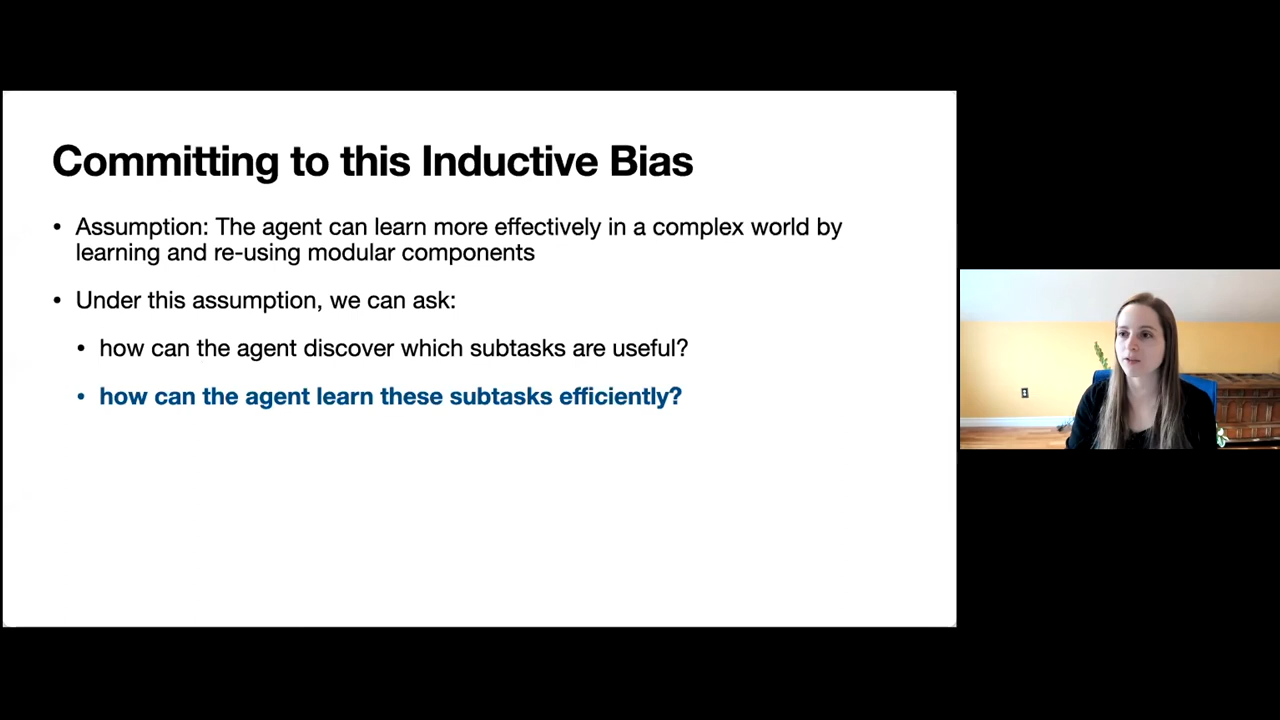 Committing to this Inductive Bias
• Assumption: The agent can learn more effectively in a complex world by
learning and re-using modular components
• Under this assumption, we can ask:
• how can the agent discover which subtasks are useful?
• how can the agent learn these subtasks efficiently?